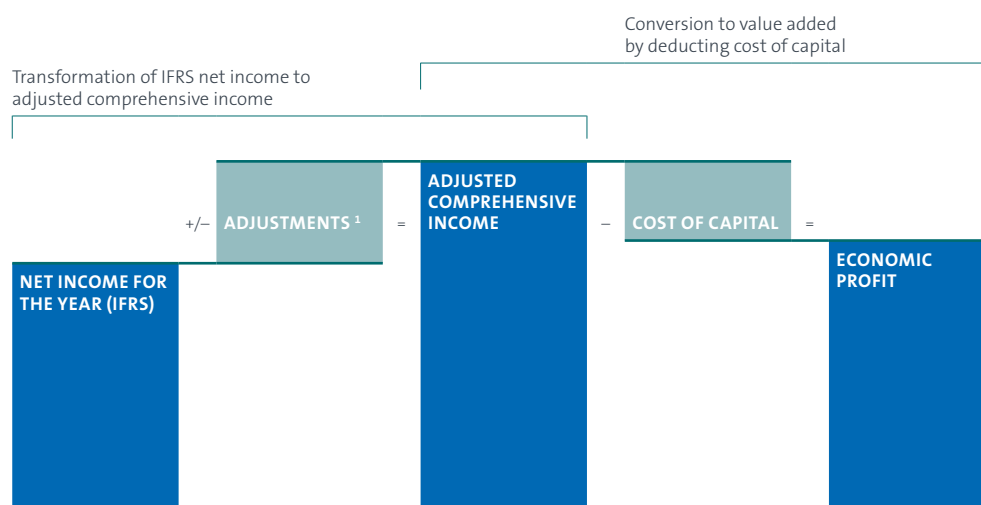 Conversion to value added
by deducting cost of capital
Transformation of IFRS net income to
adjusted comprehensive income
NET INCOME FOR
THE YEAR (IFRS)
+/–
ADJUSTMENTS ¹
=
ADJUSTED
COMPREHENSIVE
INCOME
–
COST OF CAPITAL
=
ECONOMIC
PROFIT